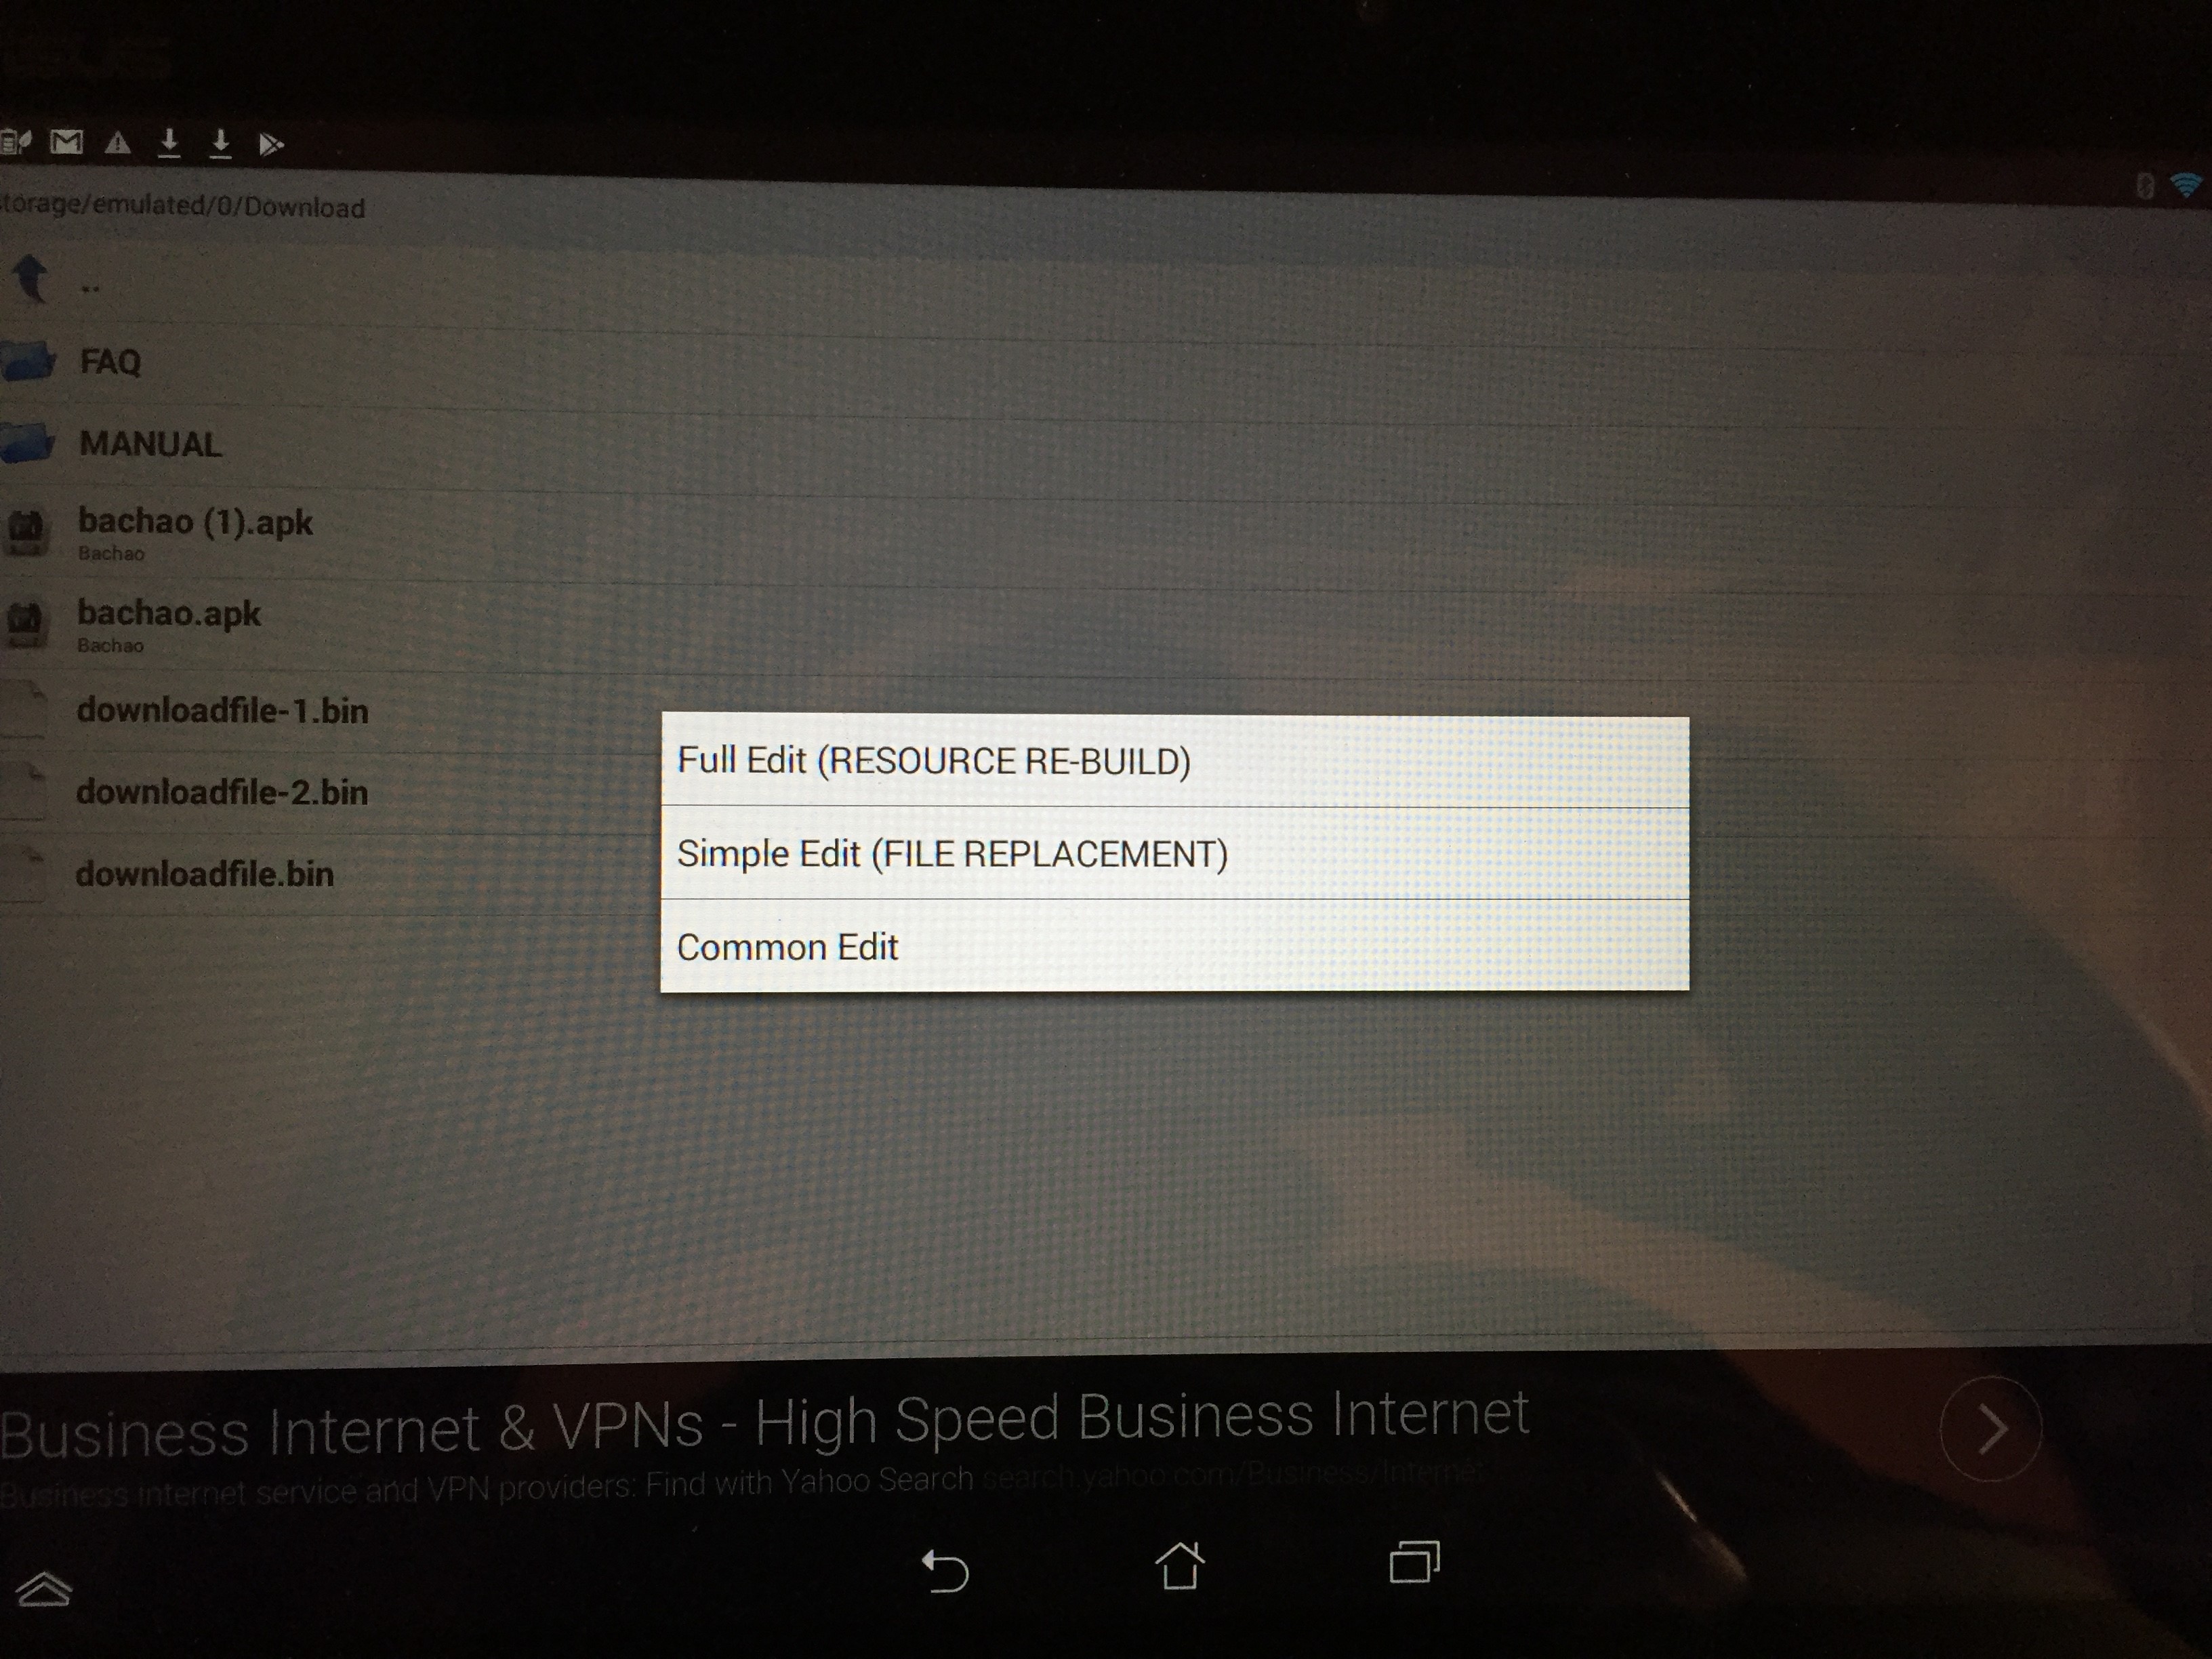 torage/emulated/0/Download
..
FAQ
MANUAL
bachao (1).apk
Bachao
bachao.apk
Bachao
downloadfile-1.bin
downloadfile-2.bin
downloadfile.bin
Full Edit (RESOURCE RE-BUILD)
Simple Edit (FILE REPLACEMENT)
Common Edit
Business Internet & VPNs - High Speed Business Internet
Business internet service and VPN providers: Find with Yahoo Search search.yahoo.com/Business/Internet